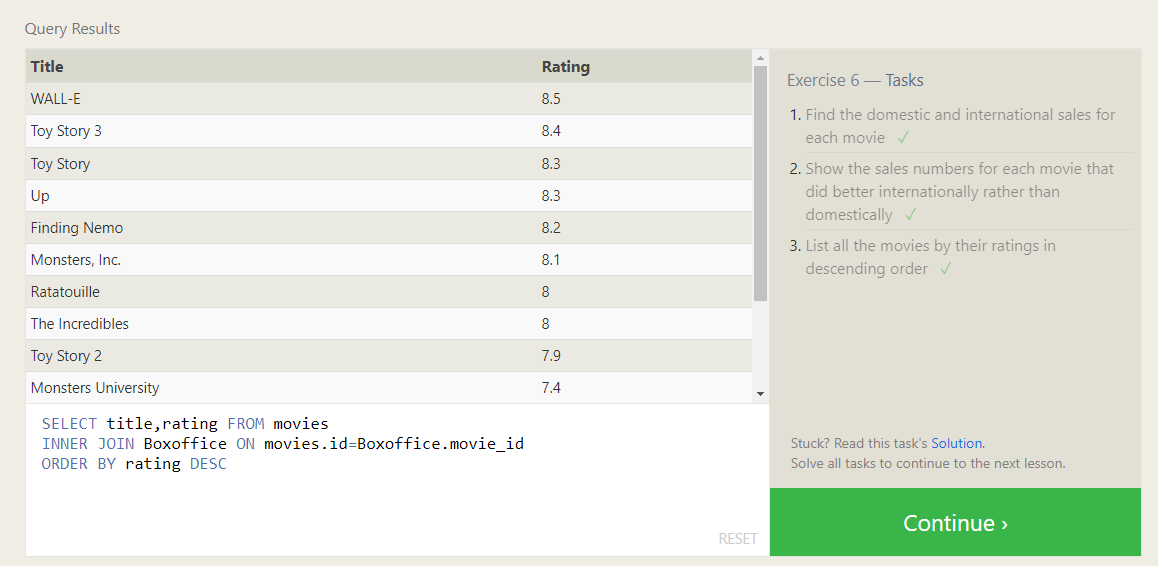 Query Results
Title Rating
WALL-E 8.5
Toy Story 3 8.4
Toy Story 8.3
Up 8.3
Finding Nemo 8.2
Monsters, Inc. 8.1
Ratatouille 8
The Incredibles 8
Toy Story 2 7.9
Monsters University 7.4
SELECT title,rating FROM movies
INNER JOIN Boxoffice ON movies.id=Boxoffice.movie_id
ORDER BY rating DESC
RESET
Exercise 6 — Tasks
1. Find the domestic and international sales for
each movie ✓
2. Show the sales numbers for each movie that
did better internationally rather than
domestically ✓
3. List all the movies by their ratings in
descending order ✓
Stuck? Read this task's Solution.
Solve all tasks to continue to the next lesson.
Continue ›